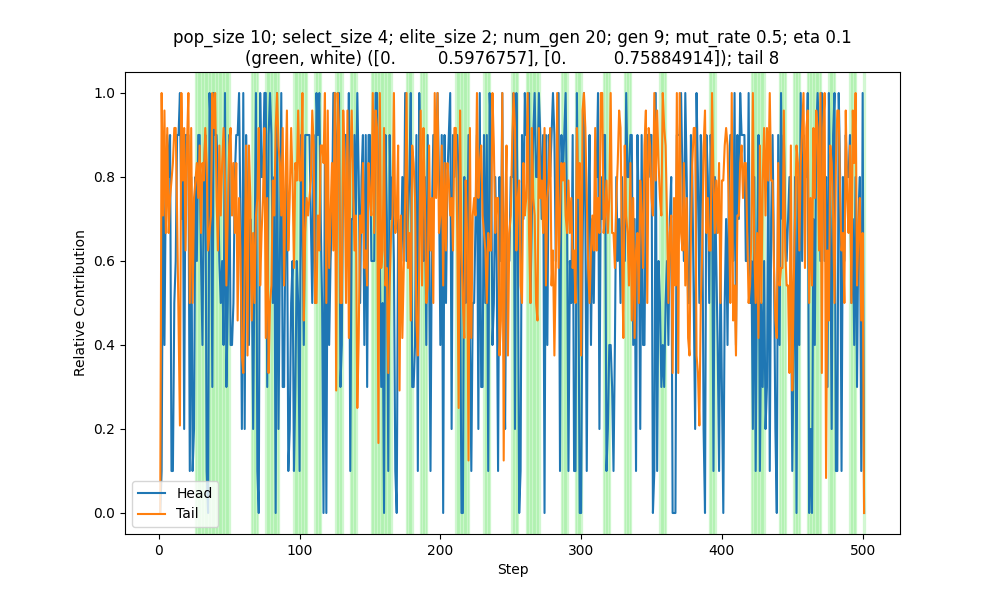 pop_size 10; select_size 4; elite_size 2; num_gen 20; gen 9; mut_rate 0.5; eta 0.1
(green, white) ([0. 0.5976757], [0. 0.75884914]); tail 8
Relative Contribution
1.0
0.8
0.6
0.4
0.2
0.0
Head
Tail
0 100 200 300 400 500
Step